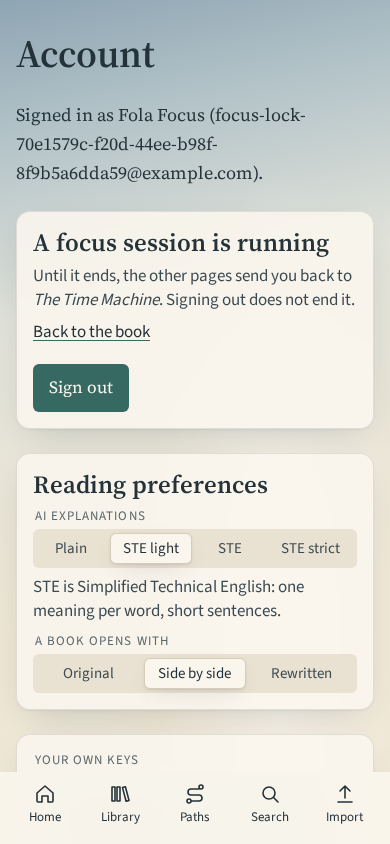 Account
Signed in as Fola Focus (focus-lock-
70e1579c-f20d-44ee-b98f-
8f9b5a6dda59@example.com).
A focus session is running
Until it ends, the other pages send you back to
The Time Machine. Signing out does not end it.
Back to the book
Sign out
Reading preferences
AI EXPLANATIONS
Plain STE light STE STE strict
STE is Simplified Technical English: one
meaning per word, short sentences.
A BOOK OPENS WITH
Original Side by side Rewritten
YOUR OWN KEYS
Home Library Paths Search Import